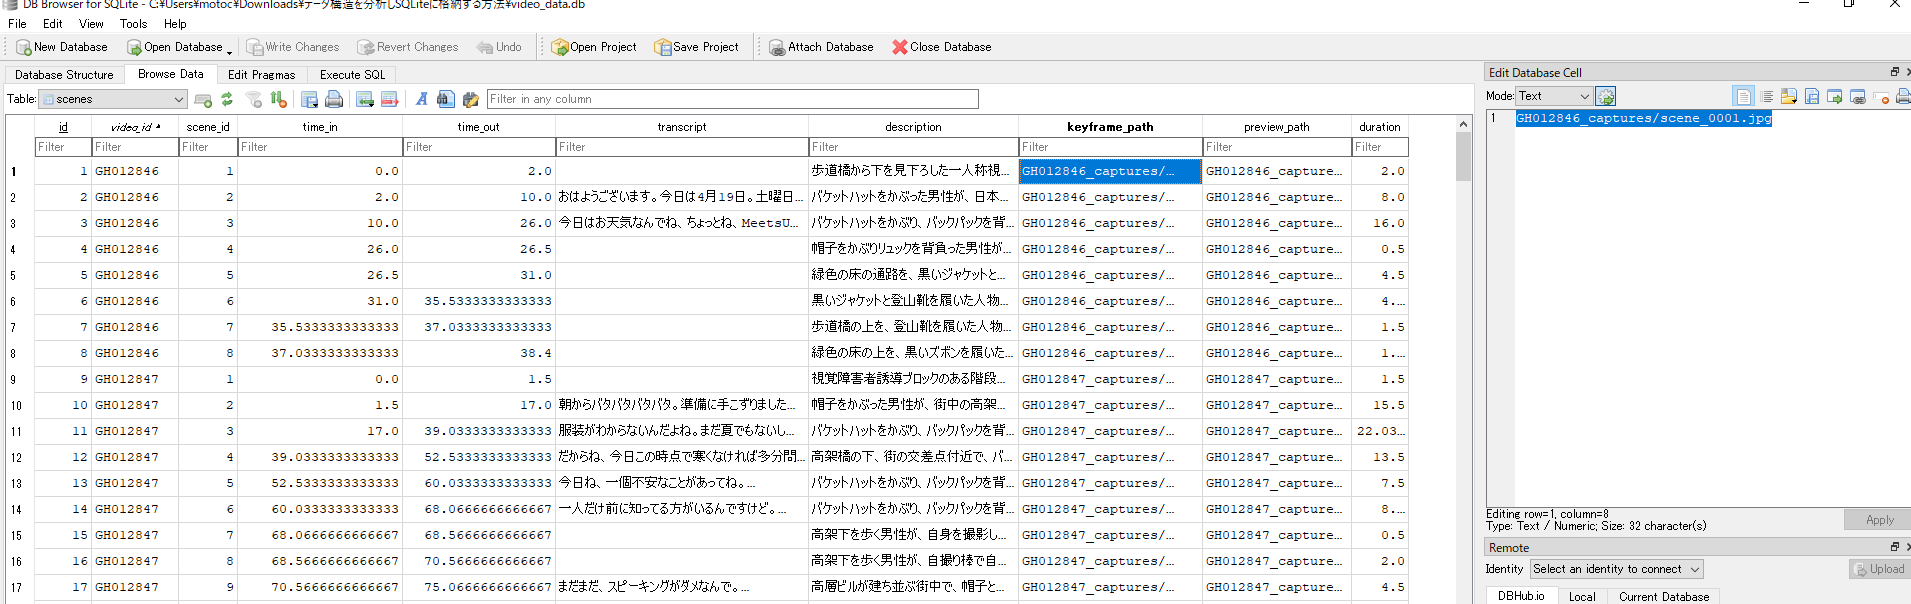 DB Browser for SQLite - C:¥Users¥motoc¥Downloads¥データ構造を分析しSQLiteに格納する方法¥video_data.db
File Edit View Tools Help
New Database Open Database Write Changes Revert Changes Undo Open Project Save Project Attach Database Close Database
Database Structure Browse Data Edit Pragmas Execute SQL
Table: scenes Filter in any column
id video_id scene_id time_in time_out transcript description keyframe_path preview_path duration
Filter Filter Filter Filter Filter Filter Filter Filter Filter Filter
1 1 GH012846 1 0.0 2.0 歩道橋から下を見下ろした一人称視... GH012846_captures/... GH012846_capture... 2.0
2 2 GH012846 2 2.0 10.0 おはようございます。今日は4月19日。土曜日... バケットハットをかぶった男性が、日本... GH012846_captures/... GH012846_capture... 8.0
3 3 GH012846 3 10.0 26.0 今日はお天気なんでね、ちょっとね、MeetsU... バケットハットをかぶり、バックパックを背... GH012846_captures/... GH012846_capture... 16.0
4 4 GH012846 4 26.0 26.5 帽子をかぶりリュックを背負った男性が... GH012846_captures/... GH012846_capture... 0.5
5 5 GH012846 5 26.5 31.0 緑色の床の通路を、黒いジャケットと... GH012846_captures/... GH012846_capture... 4.5
6 6 GH012846 6 31.0 35.5333333333333 黒いジャケットと登山靴を履いた人物... GH012846_captures/... GH012846_capture... 4....
7 7 GH012846 7 35.5333333333333 37.0333333333333 歩道橋の上を、登山靴を履いた人物... GH012846_captures/... GH012846_capture... 1.5
8 8 GH012846 8 37.0333333333333 38.4 緑色の床の上を、黒いズボンを履いた... GH012846_captures/... GH012846_capture... 1....
9 9 GH012847 1 0.0 1.5 視覚障害者誘導ブロックのある階段... GH012847_captures/... GH012847_capture... 1.5
10 10 GH012847 2 1.5 17.0 朝からバタバタバタバタ。準備に手こずりました... 帽子をかぶった男性が、街中の高架... GH012847_captures/... GH012847_capture... 15.5
11 11 GH012847 3 17.0 39.0333333333333 服装がわからないんだよね。まだ夏でもないし... バケットハットをかぶり、バックパックを背... GH012847_captures/... GH012847_capture... 22.03...
12 12 GH012847 4 39.0333333333333 52.5333333333333 だからね、今日この時点で寒くなければ多分問... 高架橋の下、街の交差点付近で、バ... GH012847_captures/... GH012847_capture... 13.5
13 13 GH012847 5 52.5333333333333 60.0333333333333 今日ね、一個不安なことがあってね。... バケットハットをかぶり、バックパックを背... GH012847_captures/... GH012847_capture... 7.5
14 14 GH012847 6 60.0333333333333 68.0666666666667 一人だけ前に知ってる方がいるんですけど。... バケットハットをかぶり、バックパックを背... GH012847_captures/... GH012847_capture... 8....
15 15 GH012847 7 68.0666666666667 68.5666666666667 高架下を歩く男性が、自身を撮影し... GH012847_captures/... GH012847_capture... 0.5
16 16 GH012847 8 68.5666666666667 70.5666666666667 高架下を歩く男性が、自撮り棒で自... GH012847_captures/... GH012847_capture... 2.0
17 17 GH012847 9 70.5666666666667 75.0666666666667 まだまだ、スピーキングがダメなんで。... 高層ビルが建ち並ぶ街中で、帽子と... GH012847_captures/... GH012847_capture... 4.5
Edit Database Cell
Mode: Text
1 GH012846_captures/scene_0001.jpg
Editing row=1, column=8
Type: Text / Numeric; Size: 32 character(s)
Apply
Remote
Identity Select an identity to connect Upload
DBHub.io Local Current Database